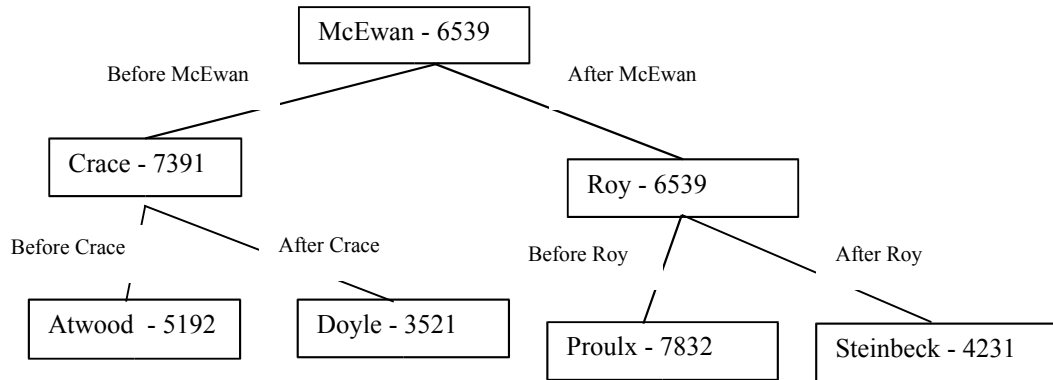 McEwan - 6539
Before McEwan
After McEwan
Crace - 7391
Roy - 6539
Before Crace
After Crace
Before Roy
After Roy
Atwood - 5192
Doyle - 3521
Proulx - 7832
Steinbeck - 4231